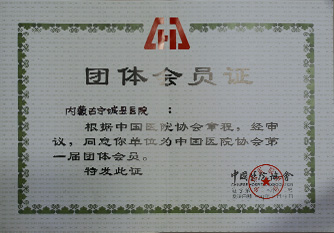 团体会员证
内蒙古宁城县医院：
根据中国医院协会章程，经审
议，同意你单位为中国医院协会第
一届团体会员。
特发此证
中国医院协会